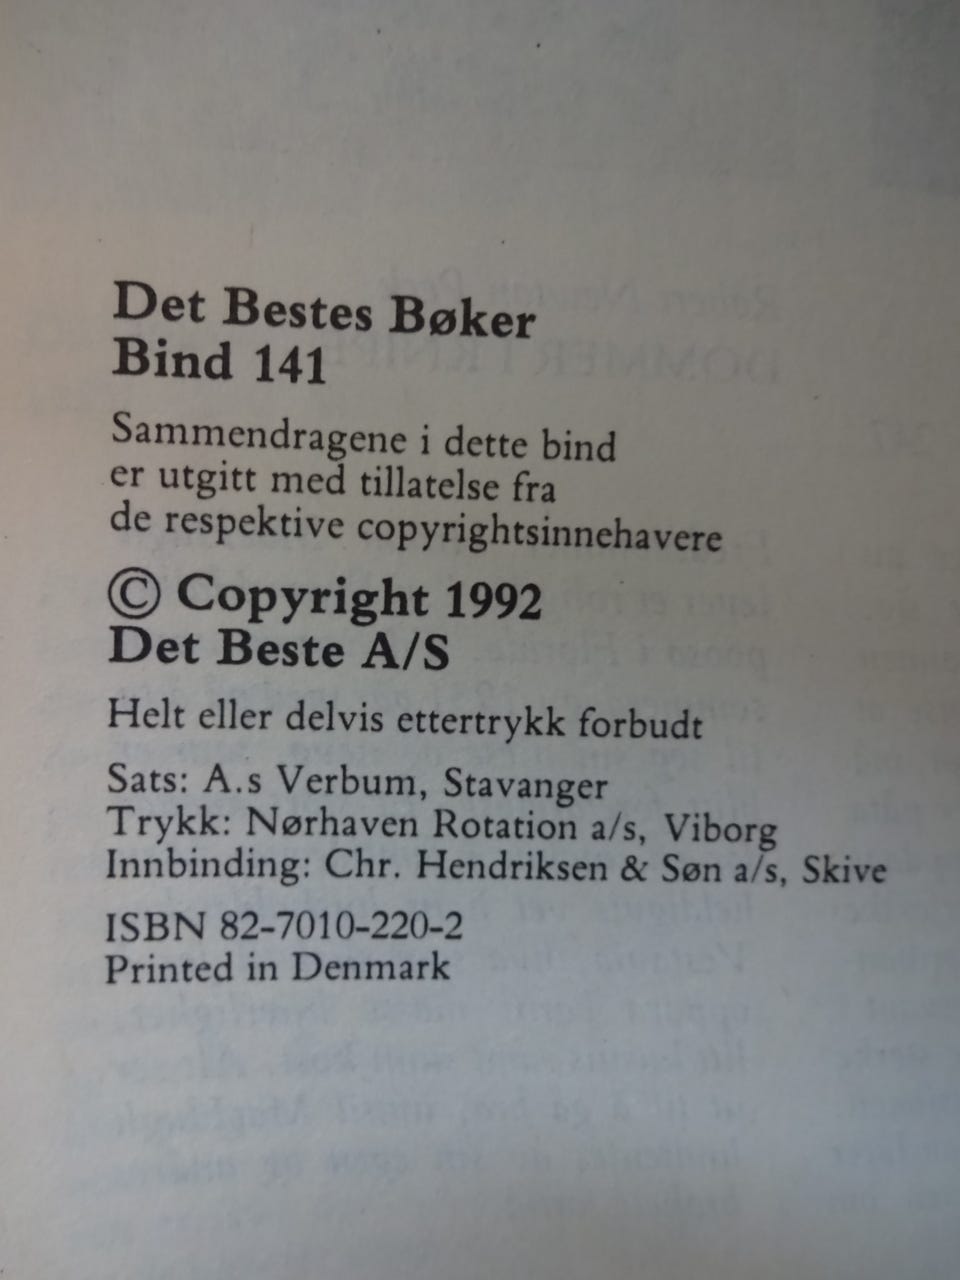 Det Bestes Bøker
Bind 141
Sammendragene i dette bind
er utgitt med tillatelse fra
de respektive copyrightsinnehavere
© Copyright 1992
Det Beste A/S
Helt eller delvis ettertrykk forbudt
Sats: A.s Verbum, Stavanger
Trykk: Nørhaven Rotation a/s, Viborg
Innbinding: Chr. Hendriksen & Søn a/s, Skive
ISBN 82-7010-220-2
Printed in Denmark